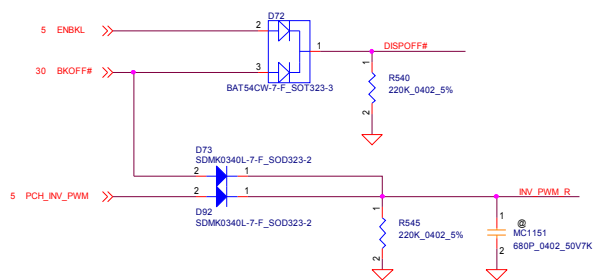 D72
5 ENBKL 2
1 DISPOFF#
30 BKOFF# 3
BAT54CW-7-F_SOT323-3
1
R540
220K_0402_5%
2
D73
SDMK0340L-7-F_SOD323-2
2 1
5 PCH_INV_PWM 2 1 INV_PWM_R
D92
SDMK0340L-7-F_SOD323-2
1
R545
220K_0402_5%
2
1
@
MC1151
680P_0402_50V7K
2